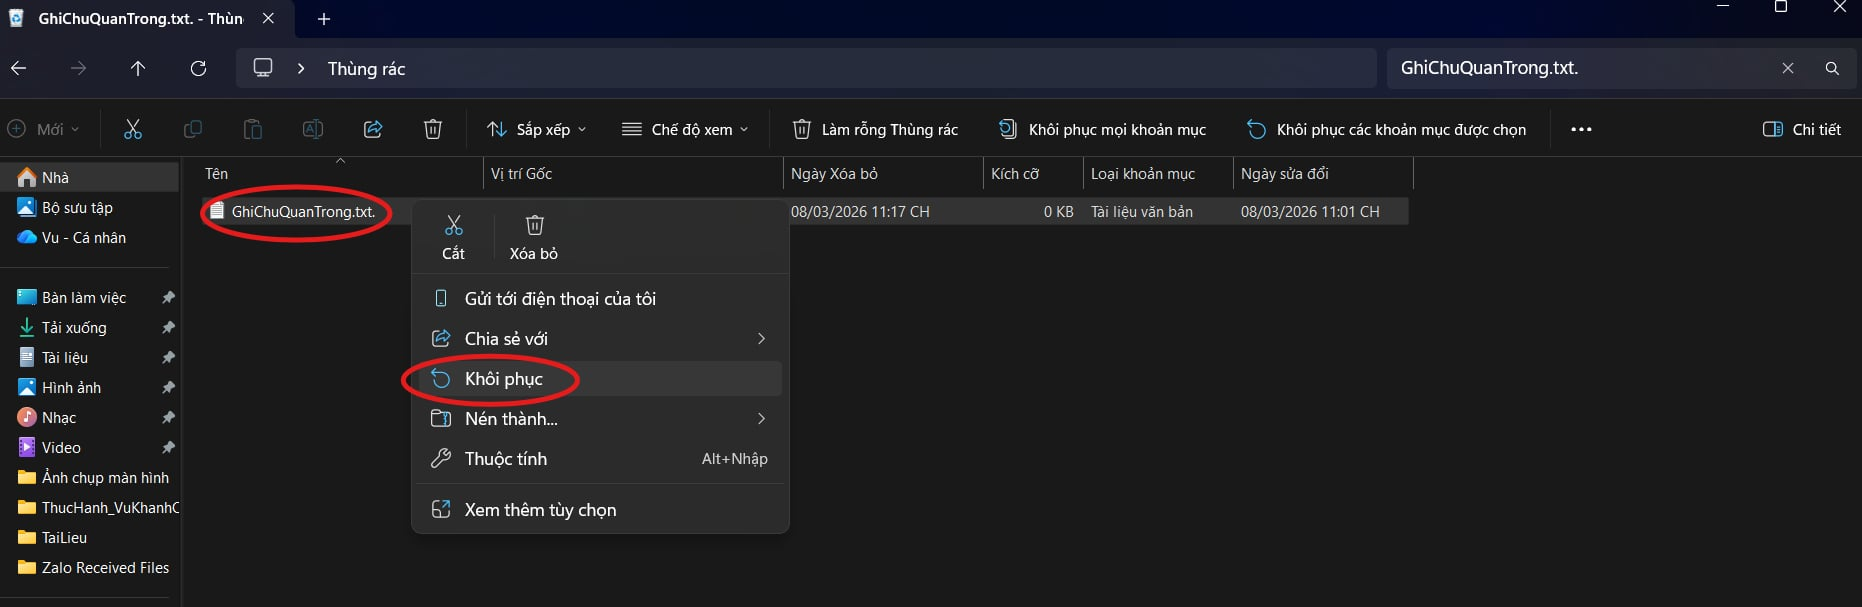 GhiChuQuanTrong.txt. - Thùn
Thùng rác
GhiChuQuanTrong.txt.
Mới
Sắp xếp
Chế độ xem
Làm rỗng Thùng rác
Khôi phục mọi khoản mục
Khôi phục các khoản mục được chọn
Chi tiết
Tên
Vị trí Gốc
Ngày Xóa bỏ
Kích cỡ
Loại khoản mục
Ngày sửa đổi
GhiChuQuanTrong.txt.
08/03/2026 11:17 CH
0 KB
Tài liệu văn bản
08/03/2026 11:01 CH
Nhà
Bộ sưu tập
Vu - Cá nhân
Bàn làm việc
Tải xuống
Tài liệu
Hình ảnh
Nhạc
Video
Ảnh chụp màn hình
ThucHanh_VuKhanhC
TaiLieu
Zalo Received Files
Cắt
Xóa bỏ
Gửi tới điện thoại của tôi
Chia sẻ với
Khôi phục
Nén thành...
Thuộc tính
Alt+Nhập
Xem thêm tùy chọn